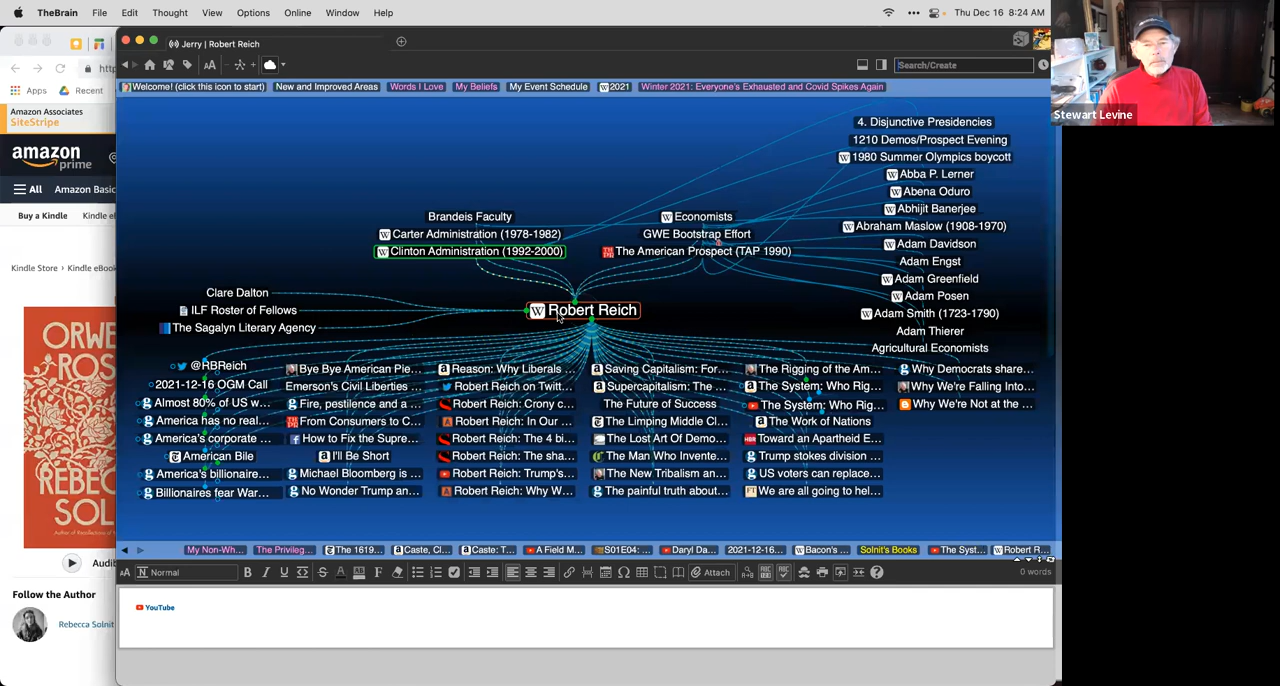 TheBrain File Edit Thought View Options Online Window Help
Thu Dec 16 8:24 AM
Jerry | Robert Reich
AA
Search/Create
http
Apps
Recent
Welcome! (click this icon to start) New and Improved Areas Words I Love My Beliefs My Event Schedule 2021 Winter 2021: Everyone's Exhausted and Covid Spikes Again
Stewart Levine
Amazon Associates
SiteStripe
amazon
prime
All Amazon Basic
Buy a Kindle Kindle e
Kindle Store › Kindle eBook
ORWE
ROS
REBEC
SOL
Author of Recollections of
Audi
Follow the Author
Rebecca Solnit
4. Disjunctive Presidencies
1210 Demos/Prospect Evening
1980 Summer Olympics boycott
Abba P. Lerner
Abena Oduro
Abhijit Banerjee
Abraham Maslow (1908-1970)
Adam Davidson
Adam Engst
Adam Greenfield
Adam Posen
Adam Smith (1723-1790)
Adam Thierer
Agricultural Economists
Brandeis Faculty
Carter Administration (1978-1982)
Clinton Administration (1992-2000)
Economists
GWE Bootstrap Effort
The American Prospect (TAP 1990)
Clare Dalton
ILF Roster of Fellows
The Sagalyn Literary Agency
Robert Reich
@RBReich
2021-12-16 OGM Call
Almost 80% of US w...
America has no real...
America's corporate ...
American Bile
America's billionaire...
Billionaires fear War...
Bye Bye American Pie...
Emerson's Civil Liberties ...
Fire, pestilence and a ...
From Consumers to C...
How to Fix the Supre...
I'll Be Short
Michael Bloomberg is ...
No Wonder Trump an...
Reason: Why Liberals ...
Robert Reich on Twitt...
Robert Reich: Crony c...
Robert Reich: In Our ...
Robert Reich: The 4 bi...
Robert Reich: The sha...
Robert Reich: Trump's...
Robert Reich: Why W...
Saving Capitalism: For...
Supercapitalism: The ...
The Future of Success
The Limping Middle Cl...
The Lost Art Of Demo...
The Man Who Invente...
The New Tribalism an...
The painful truth about...
The Rigging of the Am...
The System: Who Rig...
The System: Who Rig...
The Work of Nations
Toward an Apartheid E...
Trump stokes division ...
US voters can replace...
We are all going to hel...
Why Democrats share...
Why We're Falling Into...
Why We're Not at the ...
My Non-Wh... The Privileg... The 1619... Caste, Cl... Caste: T... A Field M... S01E04: ... Daryl Da... 2021-12-16... Bacon's ... Solnit's Books The Syst... Robert R...
AA N Normal B I U S A F Attach 0 words
YouTube